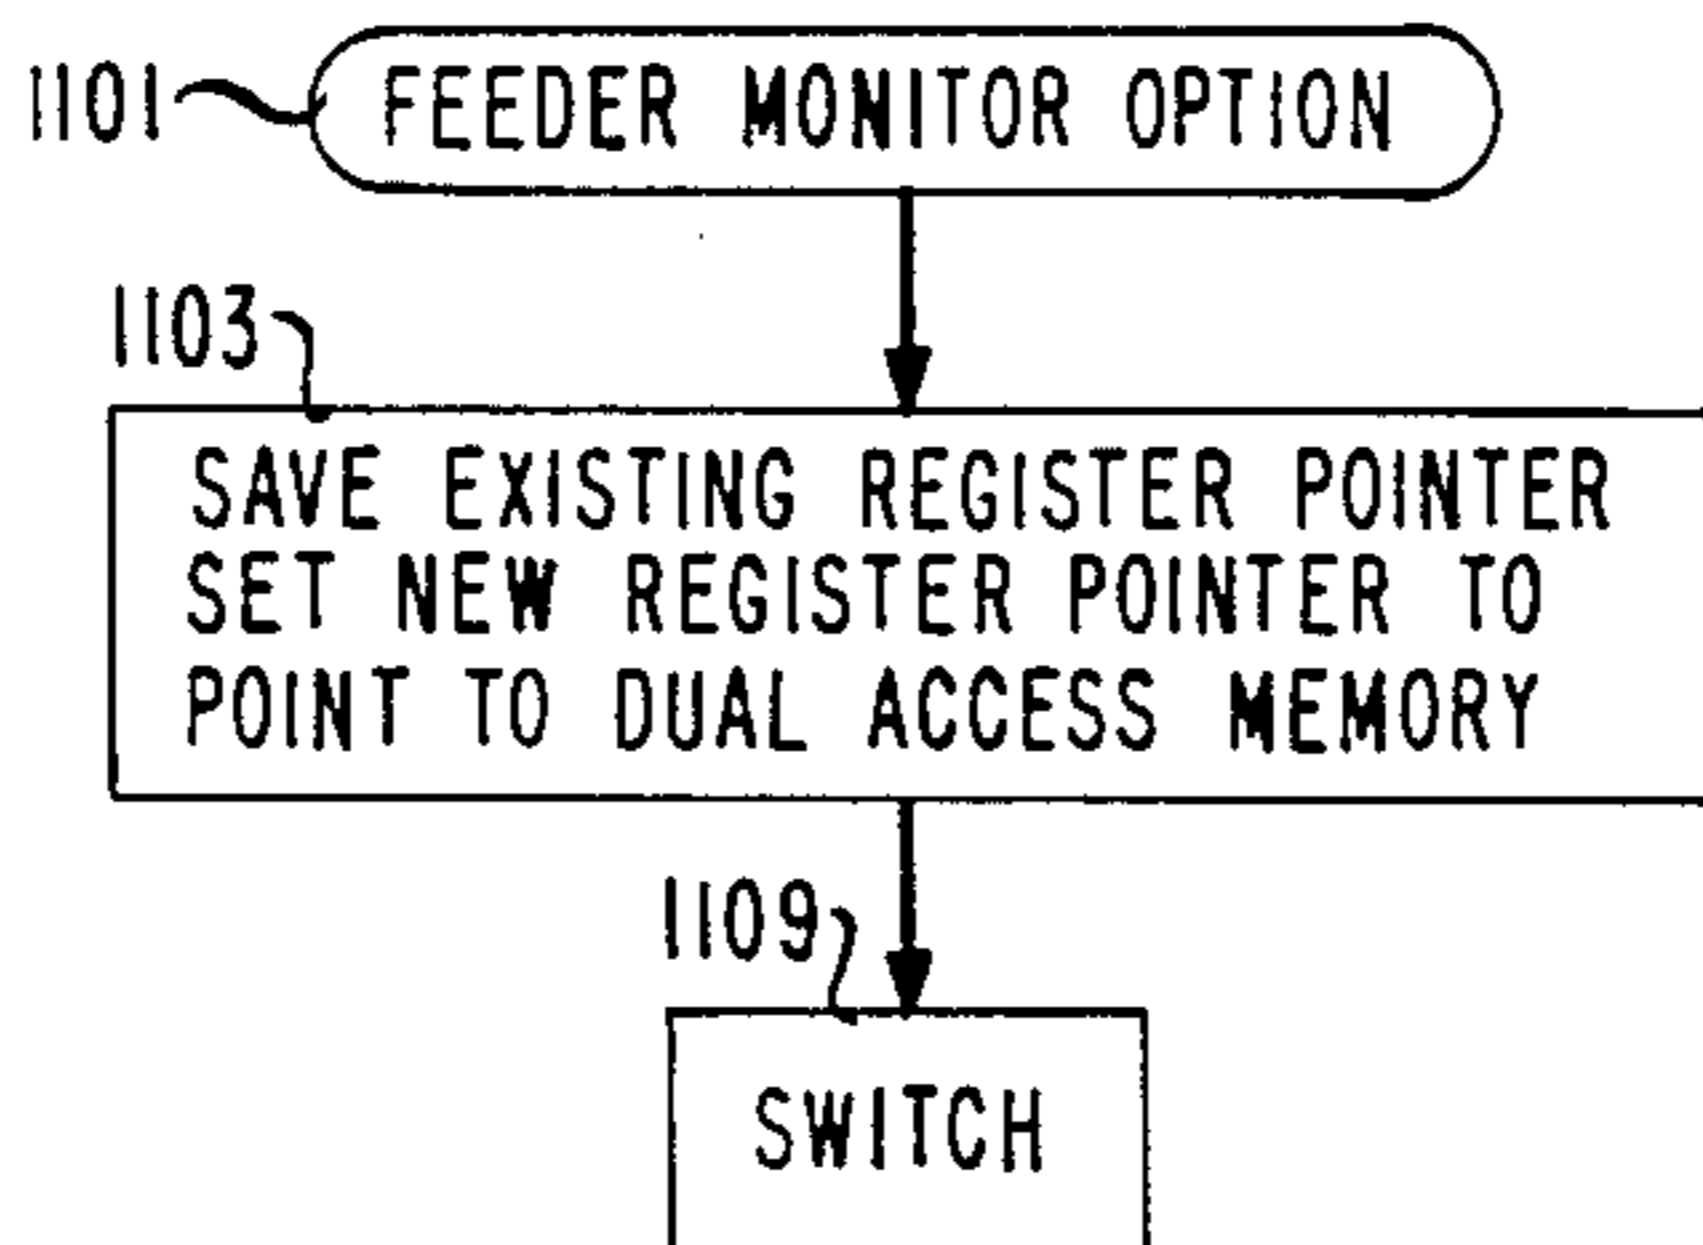 1101 FEEDER MONITOR OPTION
1103
SAVE EXISTING REGISTER POINTER
SET NEW REGISTER POINTER TO
POINT TO DUAL ACCESS MEMORY
1109
SWITCH